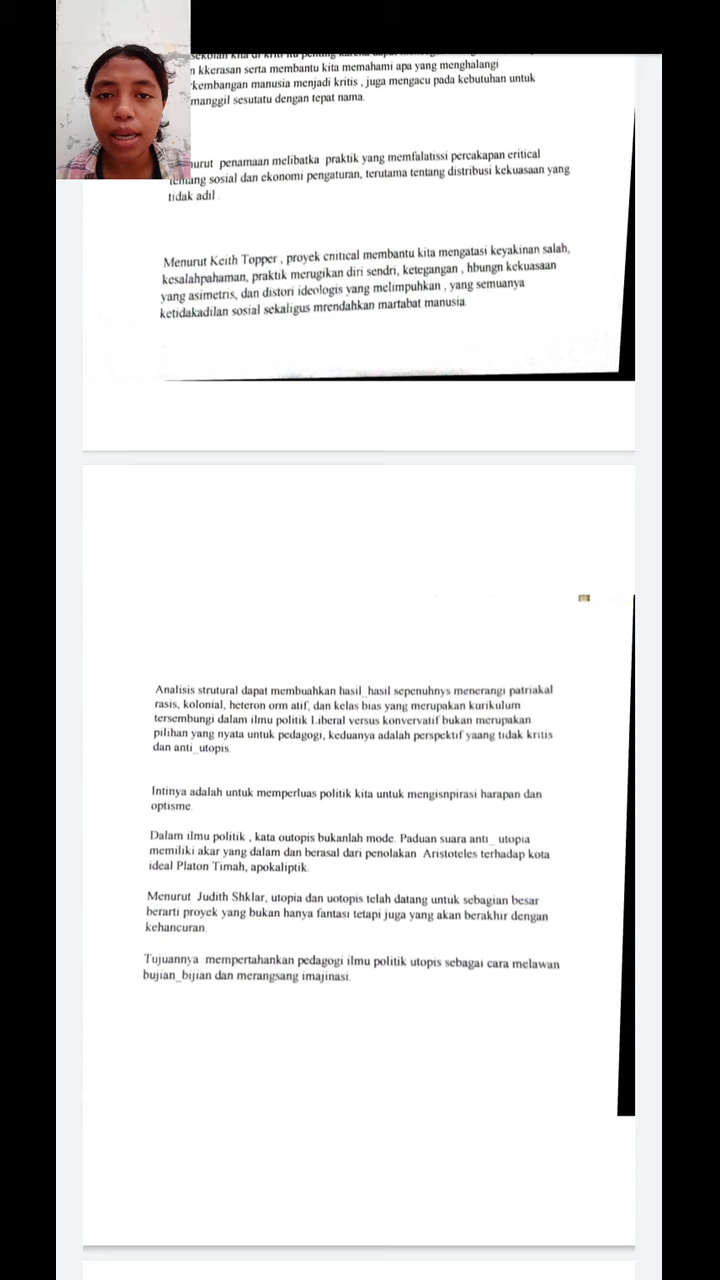 n kkerasan serta membantu kita memahami apa yang menghalangi
kembangan manusia menjadi kritis , juga mengacu pada kebutuhan untuk
manggil sesutatu dengan tepat nama.
urut penamaan melibatka praktik yang memfalatissi percakapan eritical
tentang sosial dan ekonomi pengaturan, terutama tentang distribusi kekuasaan yang
tidak adil
Menurut Keith Topper , proyek cnitical membantu kita mengatasi keyakinan salah,
kesalahpahaman, praktik merugikan diri sendri, ketegangan , hbungn kekuasaan
yang asimetris, dan distori ideologis yang melimpuhkan , yang semuanya
ketidakadilan sosial sekaligus mrendahkan martabat manusia.
Analisis strutural dapat membuahkan hasil_hasil sepenuhnys menerangi patriakal
rasis, kolonial, heteron orm atif, dan kelas bias yang merupakan kurikulum
tersembungi dalam ilmu politik Liberal versus konvervatif bukan merupakan
pilihan yang nyata untuk pedagogi, keduanya adalah perspektif yaang tidak kritis
dan anti_utopis.
Intinya adalah untuk memperluas politik kita untuk mengisnpirasi harapan dan
optisme.
Dalam ilmu politik , kata outopis bukanlah mode. Paduan suara anti_ utopia
memiliki akar yang dalam dan berasal dari penolakan Aristoteles terhadap kota
ideal Platon Timah, apokaliptik.
Menurut Judith Shklar, utopia dan uotopis telah datang untuk sebagian besar
berarti proyek yang bukan hanya fantasi tetapi juga yang akan berakhir dengan
kehancuran.
Tujuannya mempertahankan pedagogi ilmu politik utopis sebagai cara melawan
bujian_bijian dan merangsang imajinasi.